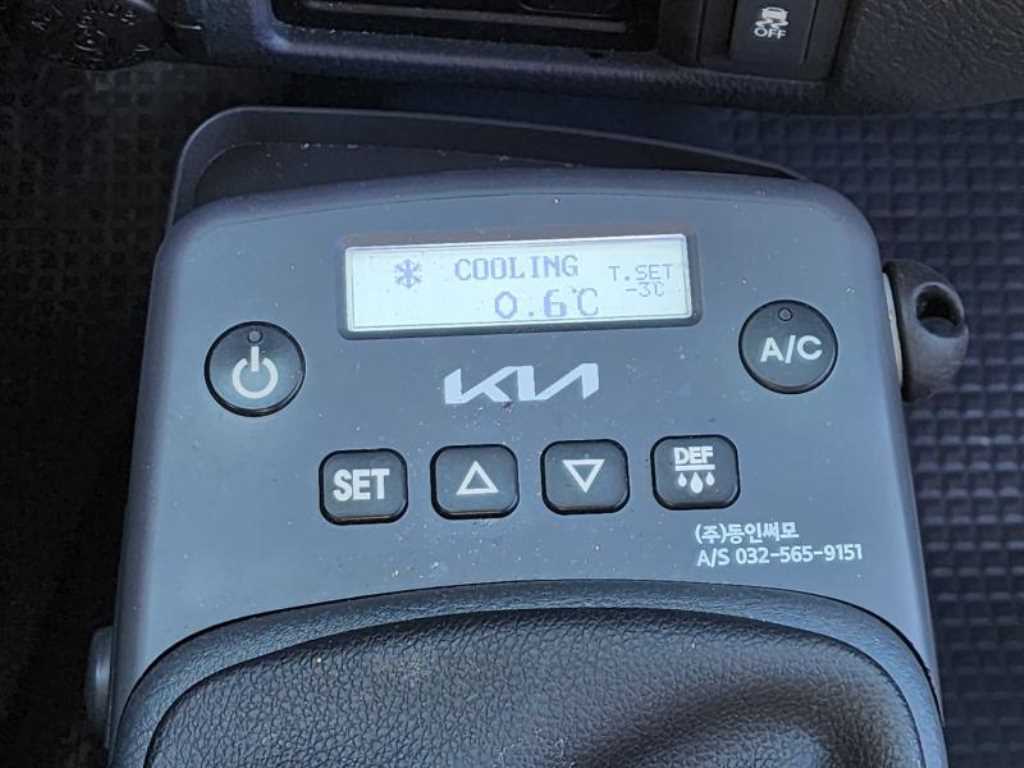 OFF
COOLING
T.SET
-3℃
0.6℃
A/C
KIA
SET
DEF
(주)동인써모
A/S 032-565-9151